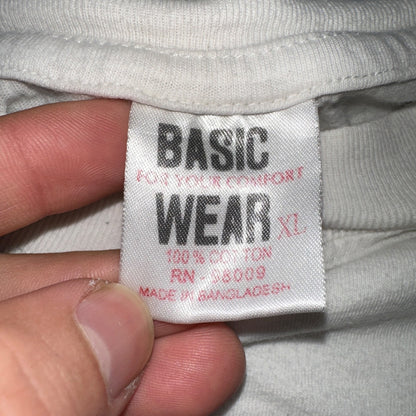 BASIC
FOR YOUR COMFORT
WEAR XL
100% COTTON
RN - 98009
MADE IN BANGLADESH